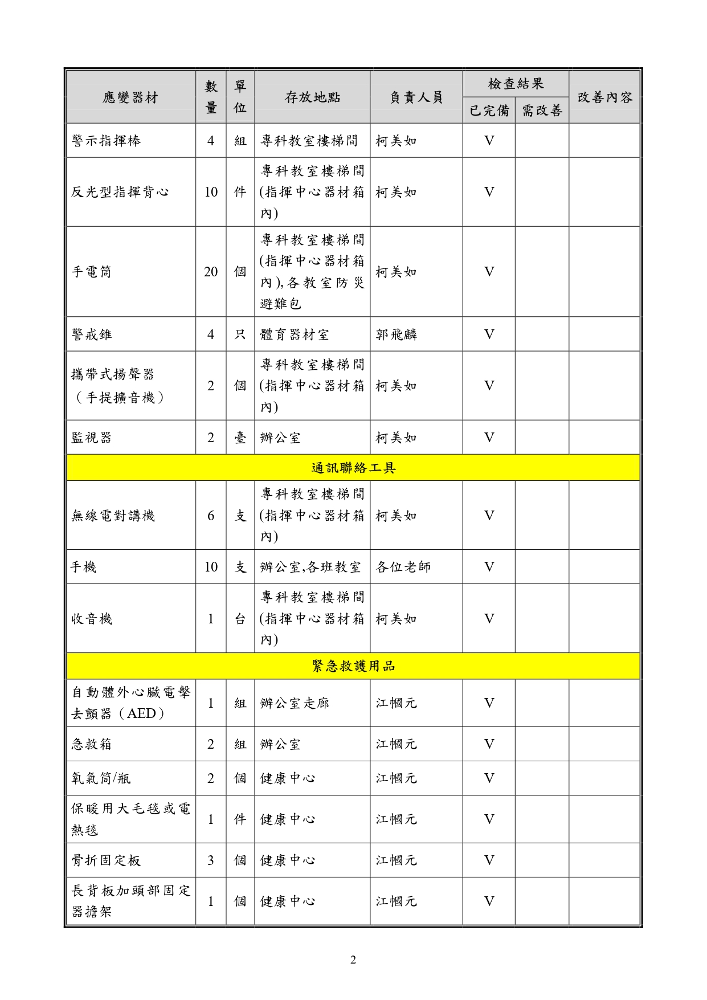 應變器材 數量 單位 存放地點 負責人員 檢查結果 改善內容
已完備 需改善
警示指揮棒 4 組 專科教室樓梯間 柯美如 V
專科教室樓梯間
反光型指揮背心 10 件 (指揮中心器材箱 柯美如 V
內)
專科教室樓梯間
(指揮中心器材箱
手電筒 20 個 內),各教室防災 柯美如 V
避難包
警戒錐 4 只 體育器材室 郭飛麟 V
攜帶式揚聲器 專科教室樓梯間
(手提擴音機) 2 個 (指揮中心器材箱 柯美如 V
內)
監視器 2 臺 辦公室 柯美如 V
通訊聯絡工具
專科教室樓梯間
無線電對講機 6 支 (指揮中心器材箱 柯美如 V
內)
手機 10 支 辦公室,各班教室 各位老師 V
專科教室樓梯間
收音機 1 台 (指揮中心器材箱 柯美如 V
內)
緊急救護用品
自動體外心臟電擊
去顫器(AED) 1 組 辦公室走廊 江幗元 V
急救箱 2 組 辦公室 江幗元 V
氧氣筒/瓶 2 個 健康中心 江幗元 V
保暖用大毛毯或電
熱毯 1 件 健康中心 江幗元 V
骨折固定板 3 個 健康中心 江幗元 V
長背板加頭部固定
器擔架 1 個 健康中心 江幗元 V
2